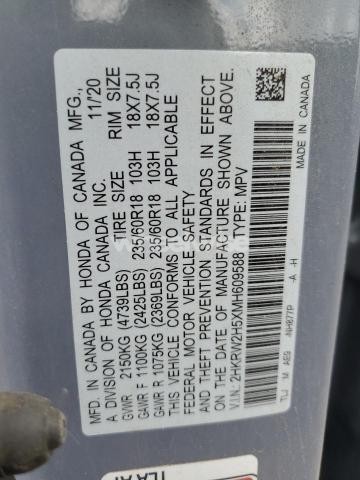 MFD. IN CANADA BY HONDA OF CANADA MFG.,
A DIVISION OF HONDA CANADA INC. 11/20
TIRE SIZE RIM SIZE
GVWR 2150KG (4739LBS)
GAWR F 1100KG (2425LBS) 235/60R18 103H 18X7.5J
GAWR R 1075KG (2369LBS) 235/60R18 103H 18X7.5J
THIS VEHICLE CONFORMS TO ALL APPLICABLE
FEDERAL MOTOR VEHICLE SAFETY
AND THEFT PREVENTION STANDARDS IN EFFECT
ON THE DATE OF MANUFACTURE SHOWN ABOVE.
V.I.N.: 2HKRW2H5XMH609588 TYPE: MPV
TLJ M AE9 NH877P -A -H MADE IN CANADA